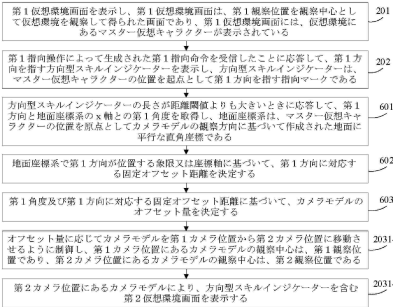 第１仮想環境画面を表示し、第１仮想環境画面は、第１観察位置を観察中心と
して仮想環境を観察して得られた画面であり、第１仮想環境画面には、仮想環境に
あるマスター仮想キャラクターが表示されている
201
第１指向操作によって生成された第１指向命令を受信したことに応答して、第１方
向を指す方向型スキルインジケーターを表示し、方向型スキルインジケーターは、
マスター仮想キャラクターの位置を起点として第１方向を指す指向マークである
202
方向型スキルインジケーターの長さが距離閾値よりも大きいときに応答して、第１
方向と地面座標系のｘ軸との第１角度を取得し、地面座標系は、マスター仮想キャ
ラクターの位置を原点としてカメラモデルの観察方向に基づいて作成された地面に
平行な直角座標である
601
地面座標系で第１方向が位置する象限又は座標軸に基づいて、第１方向に対応す
る固定オフセット距離を決定する
602
第１角度及び第１方向に対応する固定オフセット距離に基づいて、カメラモデルの
オフセット量を決定する
603
オフセット量に応じてカメラモデルを第１カメラ位置から第２カメラ位置に移動さ
せるように制御し、第１カメラ位置にあるカメラモデルの観察中心は、第１観察位
置であり、第２カメラ位置にあるカメラモデルの観察中心は、第２観察位置である
2031
第２カメラ位置にあるカメラモデルにより、方向型スキルインジケーターを含む
第２仮想環境画面を表示する
2031